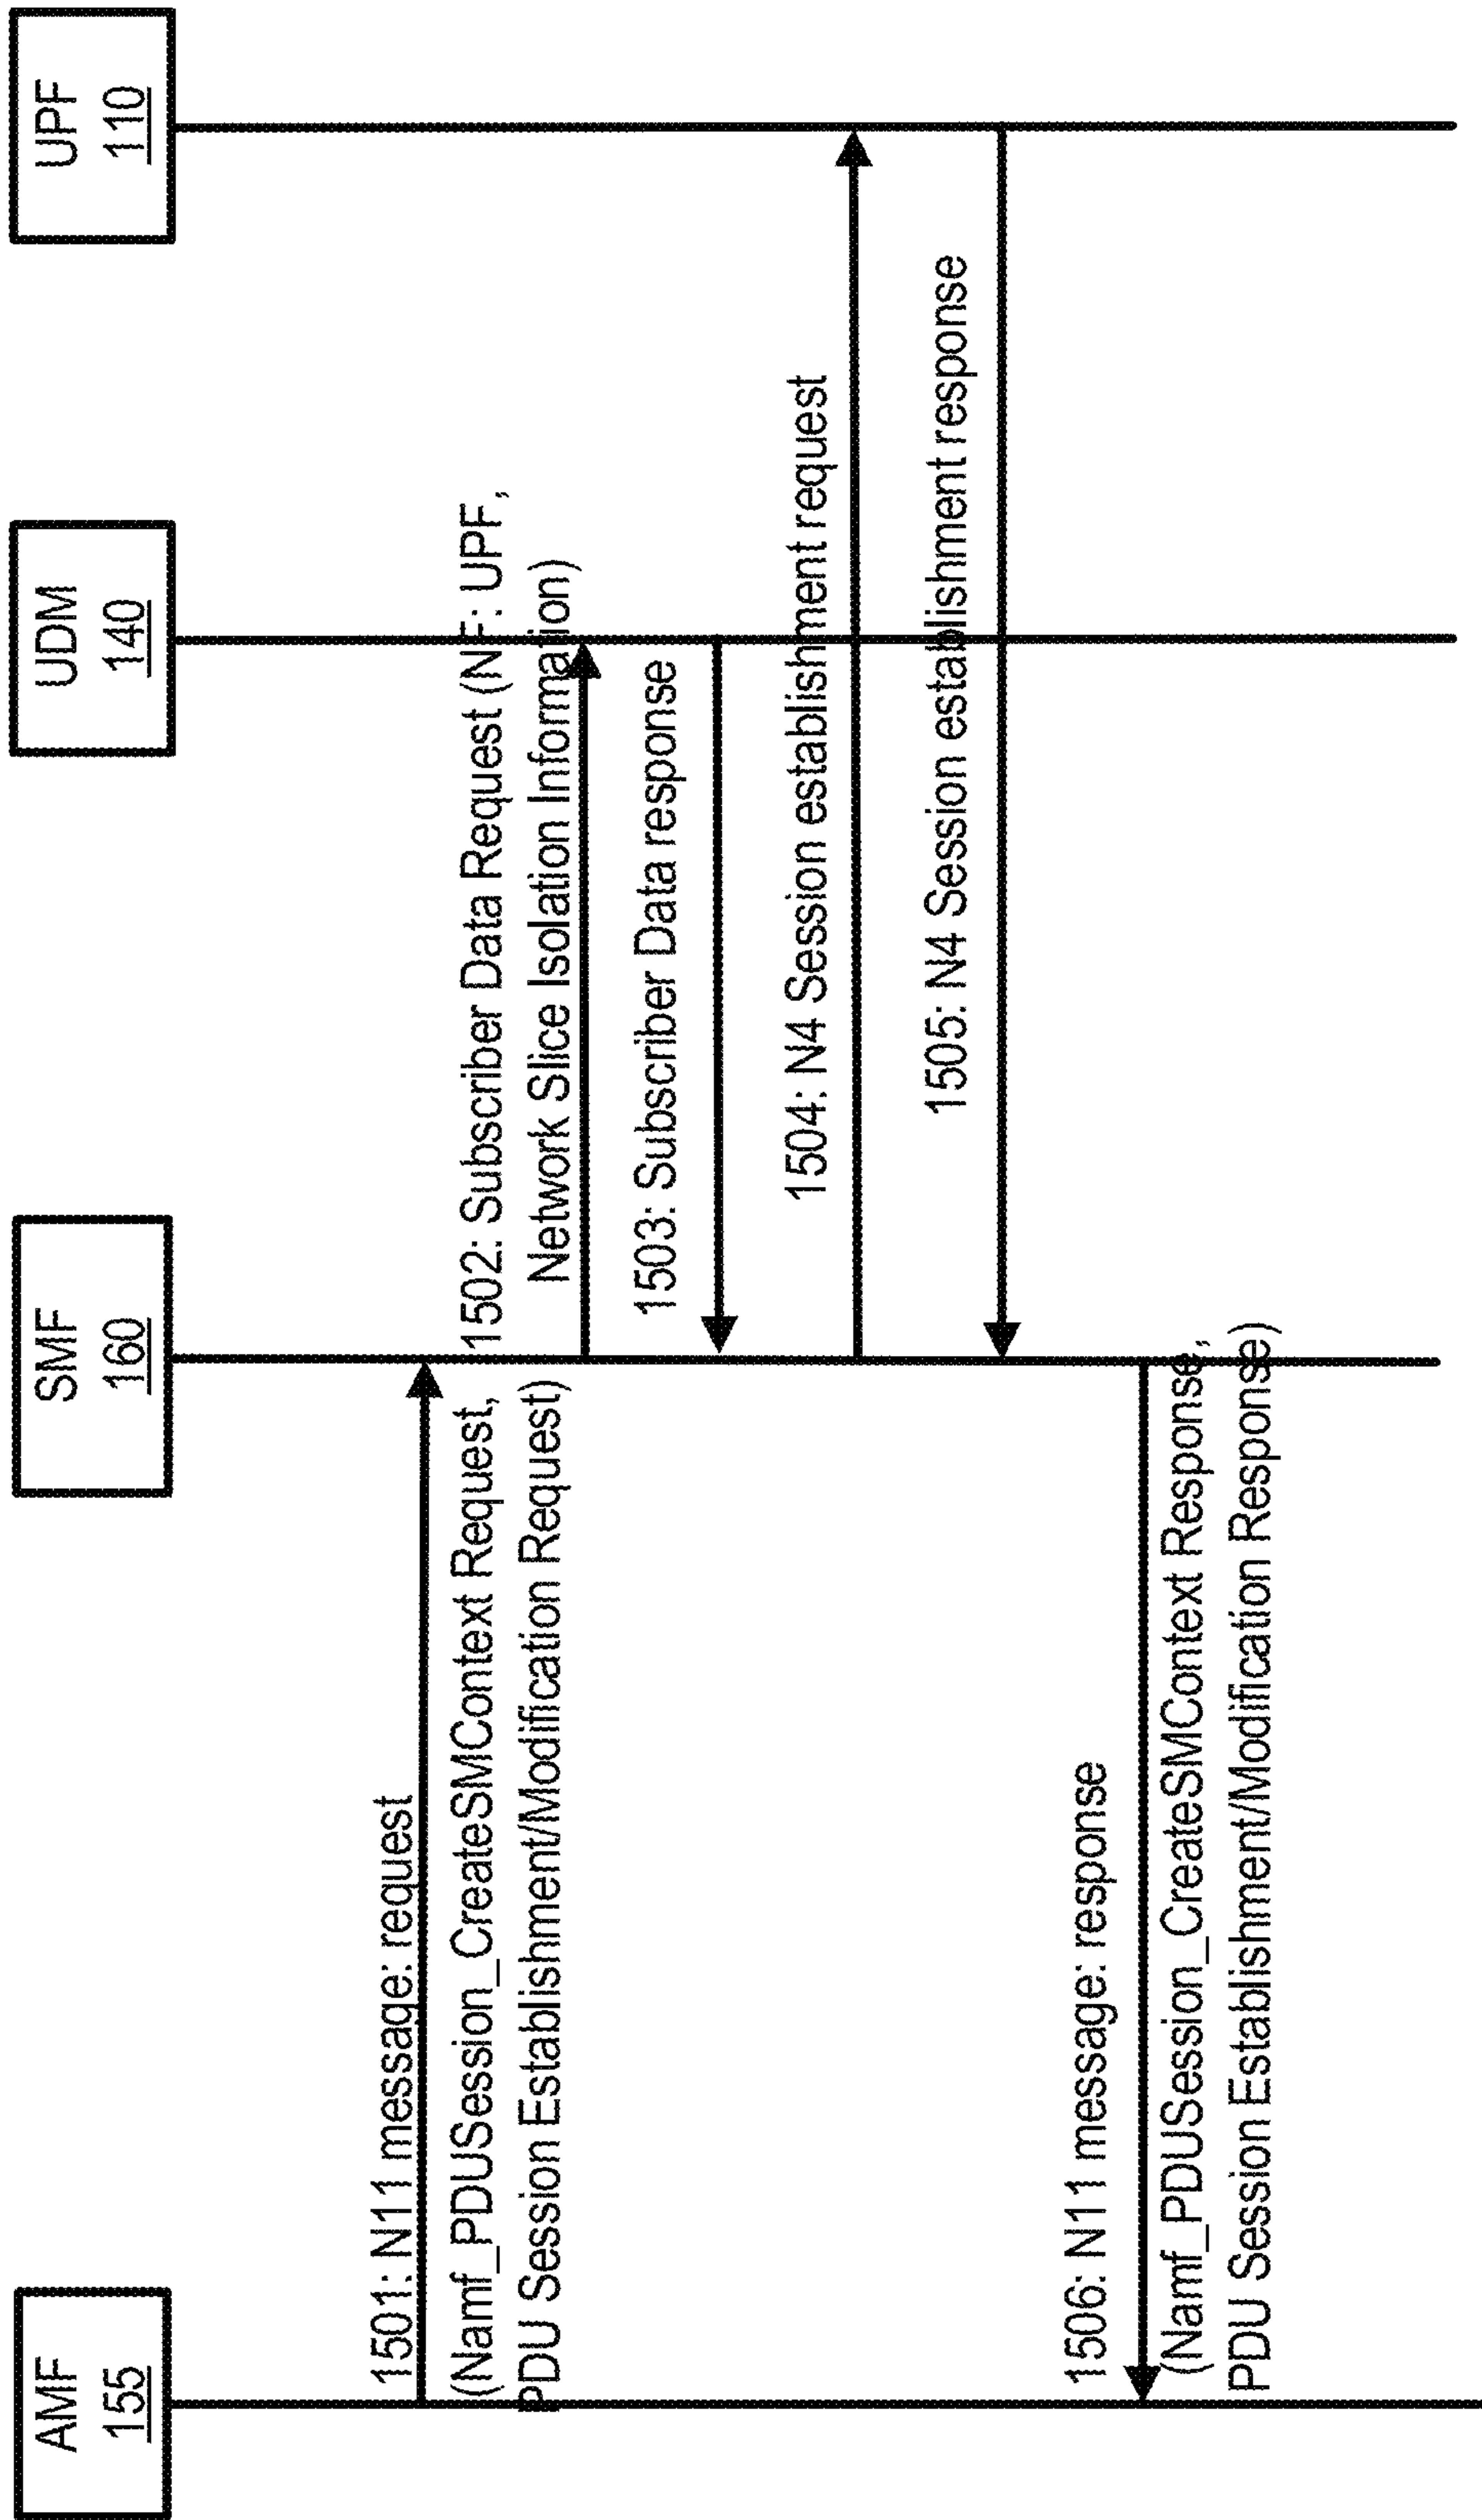 AMF
155
SMF
160
UDM
140
UPF
110
1501: N11 message: request
(Namf_PDUSession_CreateSMContext Request,
PDU Session Establishment/Modification Request)
1502: Subscriber Data Request (NF: UPF,
Network Slice Isolation Information)
1503: Subscriber Data response
1504: N4 Session establishment request
1505: N4 Session establishment response
1506: N11 message: response
(Namf_PDUSession_CreateSMContext Response,
PDU Session Establishment/Modification Response)